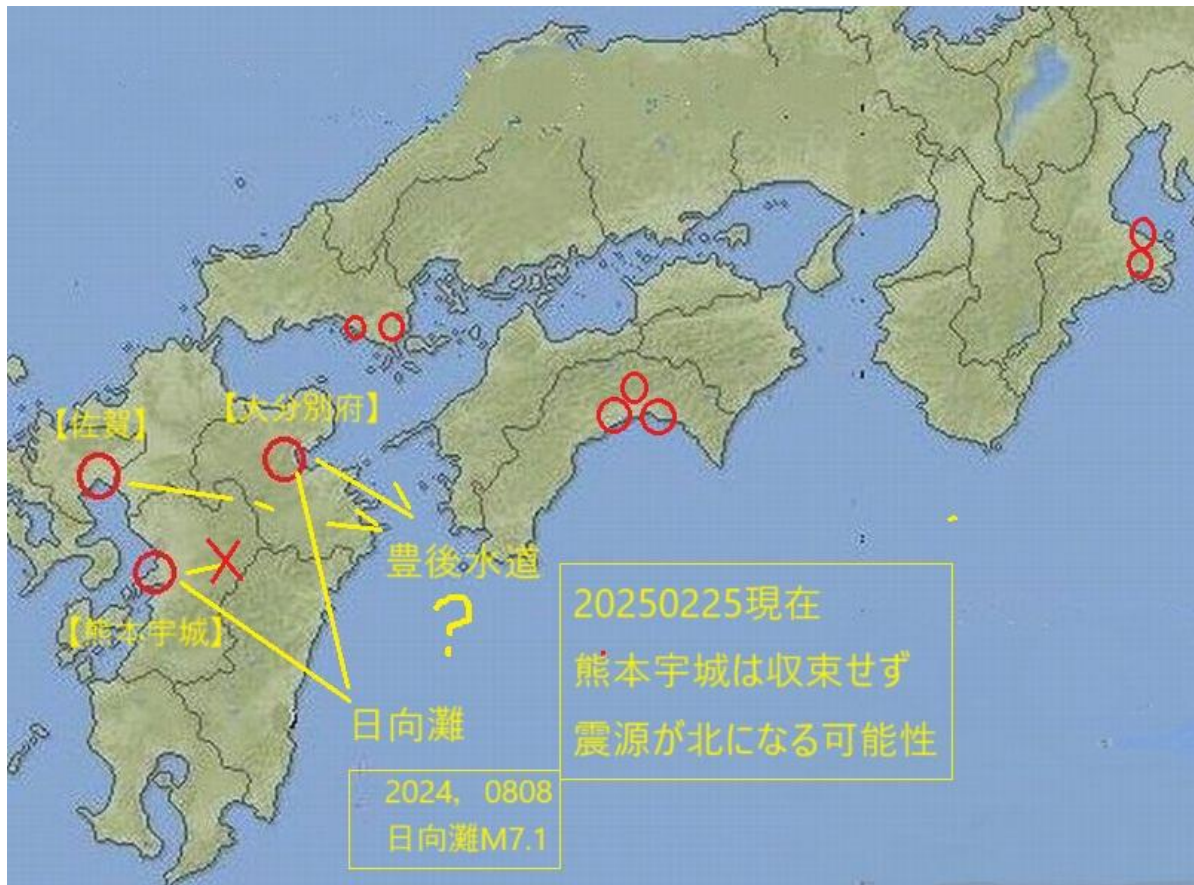 【大分別府】
【佐賀】
豊後水道
?
【熊本宇城】
20250225現在
熊本宇城は収束せず
震源が北になる可能性
日向灘
2024，0808
日向灘M7.1